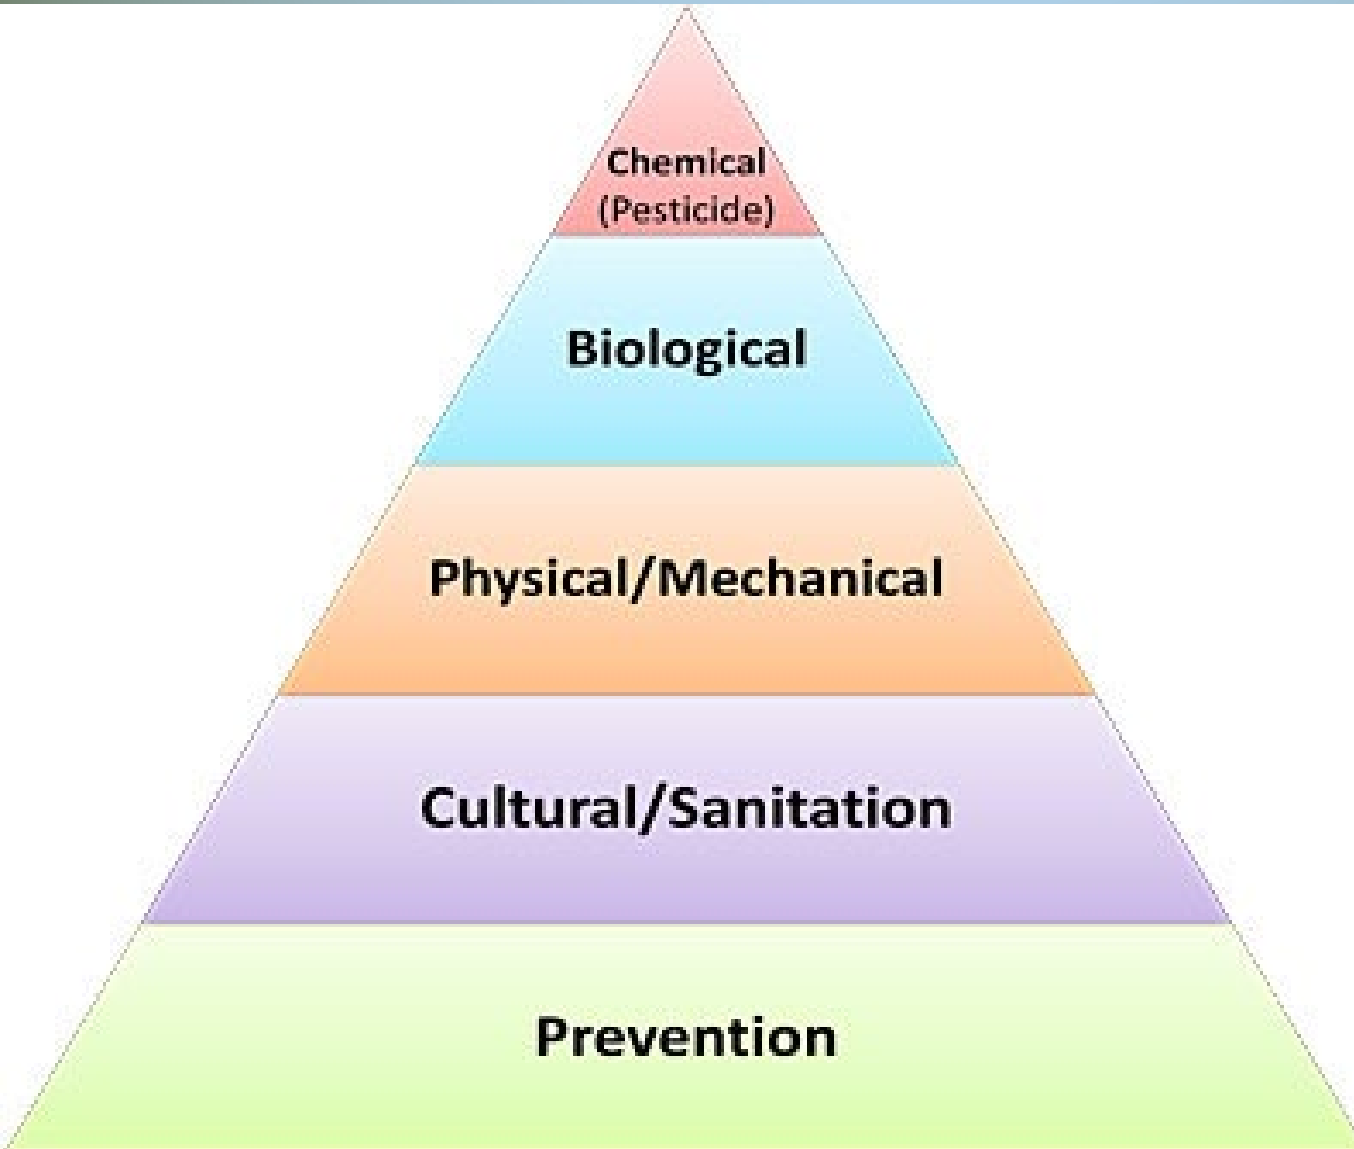 Chemical
(Pesticide)
Biological
Physical/Mechanical
Cultural/Sanitation
Prevention